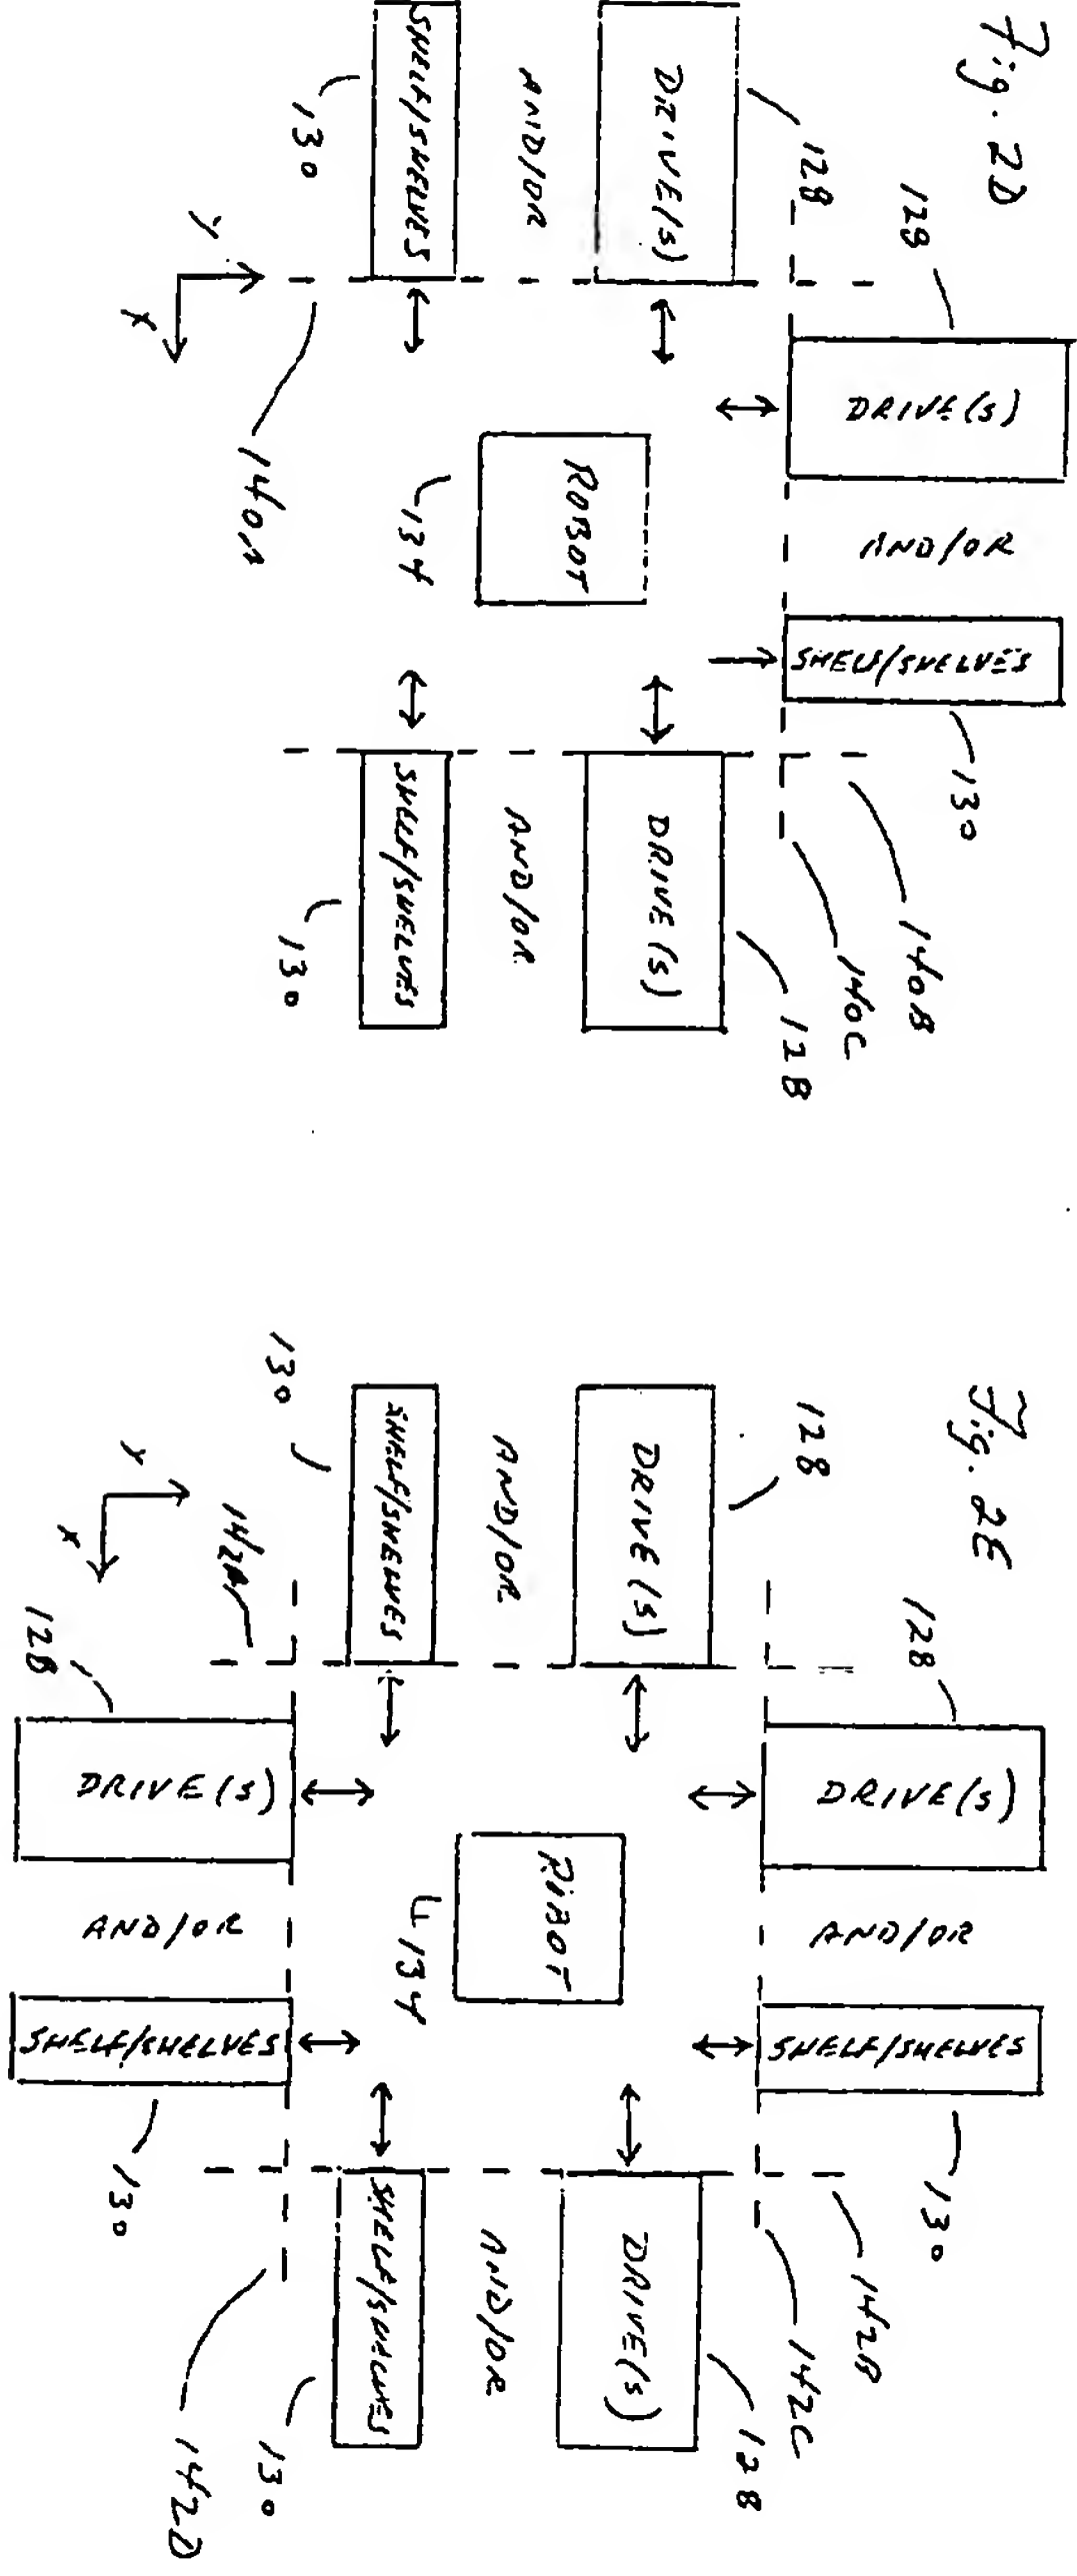 Fig. 2D
128
DRIVE(s)
AND/OR
SHELF/SHELVES
130
128
DRIVE(s)
AND/OR
SHELF/SHELVES
130
ROBOT
134
DRIVE(s)
128
AND/OR
SHELF/SHELVES
130
Y
X
140A
140B
140C
Fig. 2E
128
DRIVE(s)
AND/OR
SHELF/SHELVES
130
128
DRIVE(s)
AND/OR
SHELF/SHELVES
130
ROBOT
134
128
DRIVE(s)
AND/OR
SHELF/SHELVES
130
DRIVE(s)
128
AND/OR
SHELF/SHELVES
130
Y
X
142A
142B
142C
142D